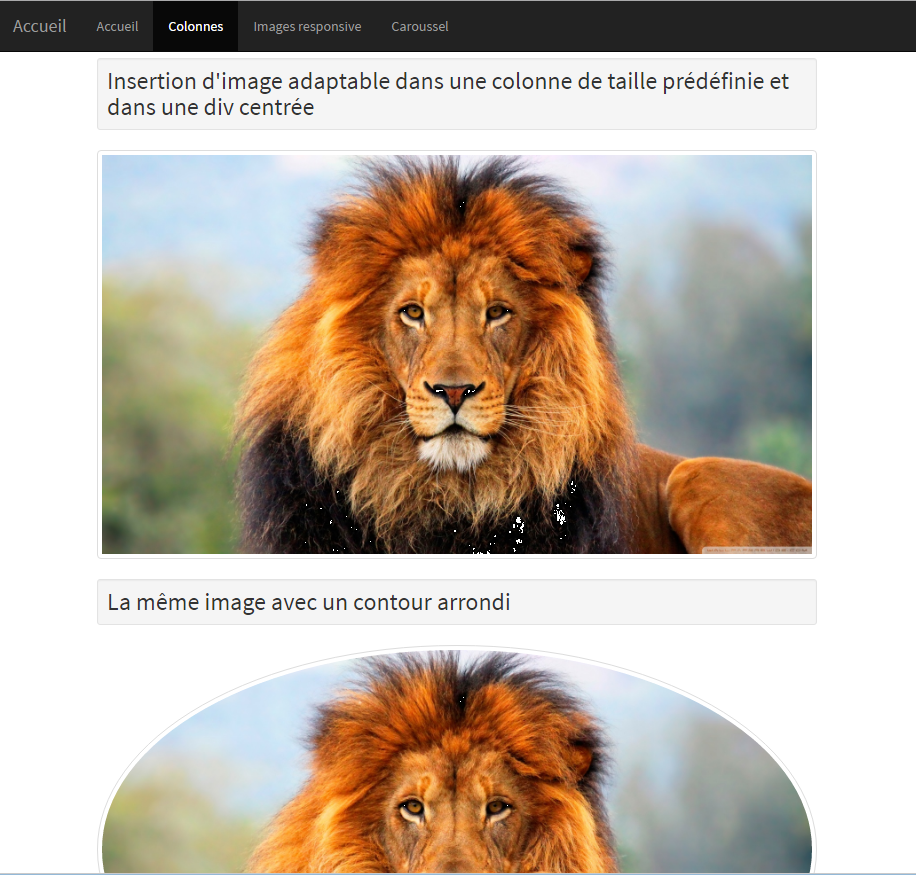 Accueil Accueil Colonnes Images responsive Caroussel
Insertion d'image adaptable dans une colonne de taille prédéfinie et
dans une div centrée
La même image avec un contour arrondi